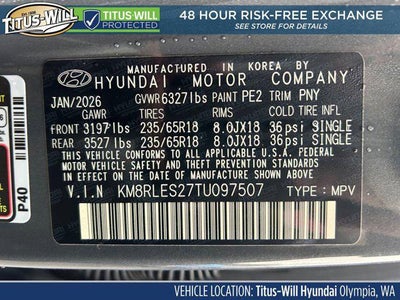 TITUS-WILL
TITUS-WILL
PROTECTED
48 HOUR RISK-FREE EXCHANGE
SEE STORE FOR DETAILS
MANUFACTURED IN KOREA BY
HYUNDAI MOTOR COMPANY
JAN/2026 GVWR 6327lbs PAINT PE2 TRIM PNY
GAWR TIRES RIMS COLD TIRE INFL
FRONT 3197lbs 235/65R18 8.0JX18 36psi SINGLE
REAR 3527lbs 235/65R18 8.0JX18 36psi SINGLE
THIS VEHICLE CONFORMS TO ALL APPLICABLE U.S.A. FEDERAL
MOTOR VEHICLE SAFETY AND THEFT PREVENTION STANDARDS
IN EFFECT ON THE DATE OF MANUFACTURE SHOWN ABOVE.
V.I.N KM8RLES27TU097507 TYPE: MPV
P40
VEHICLE LOCATION: Titus-Will Hyundai Olympia, WA